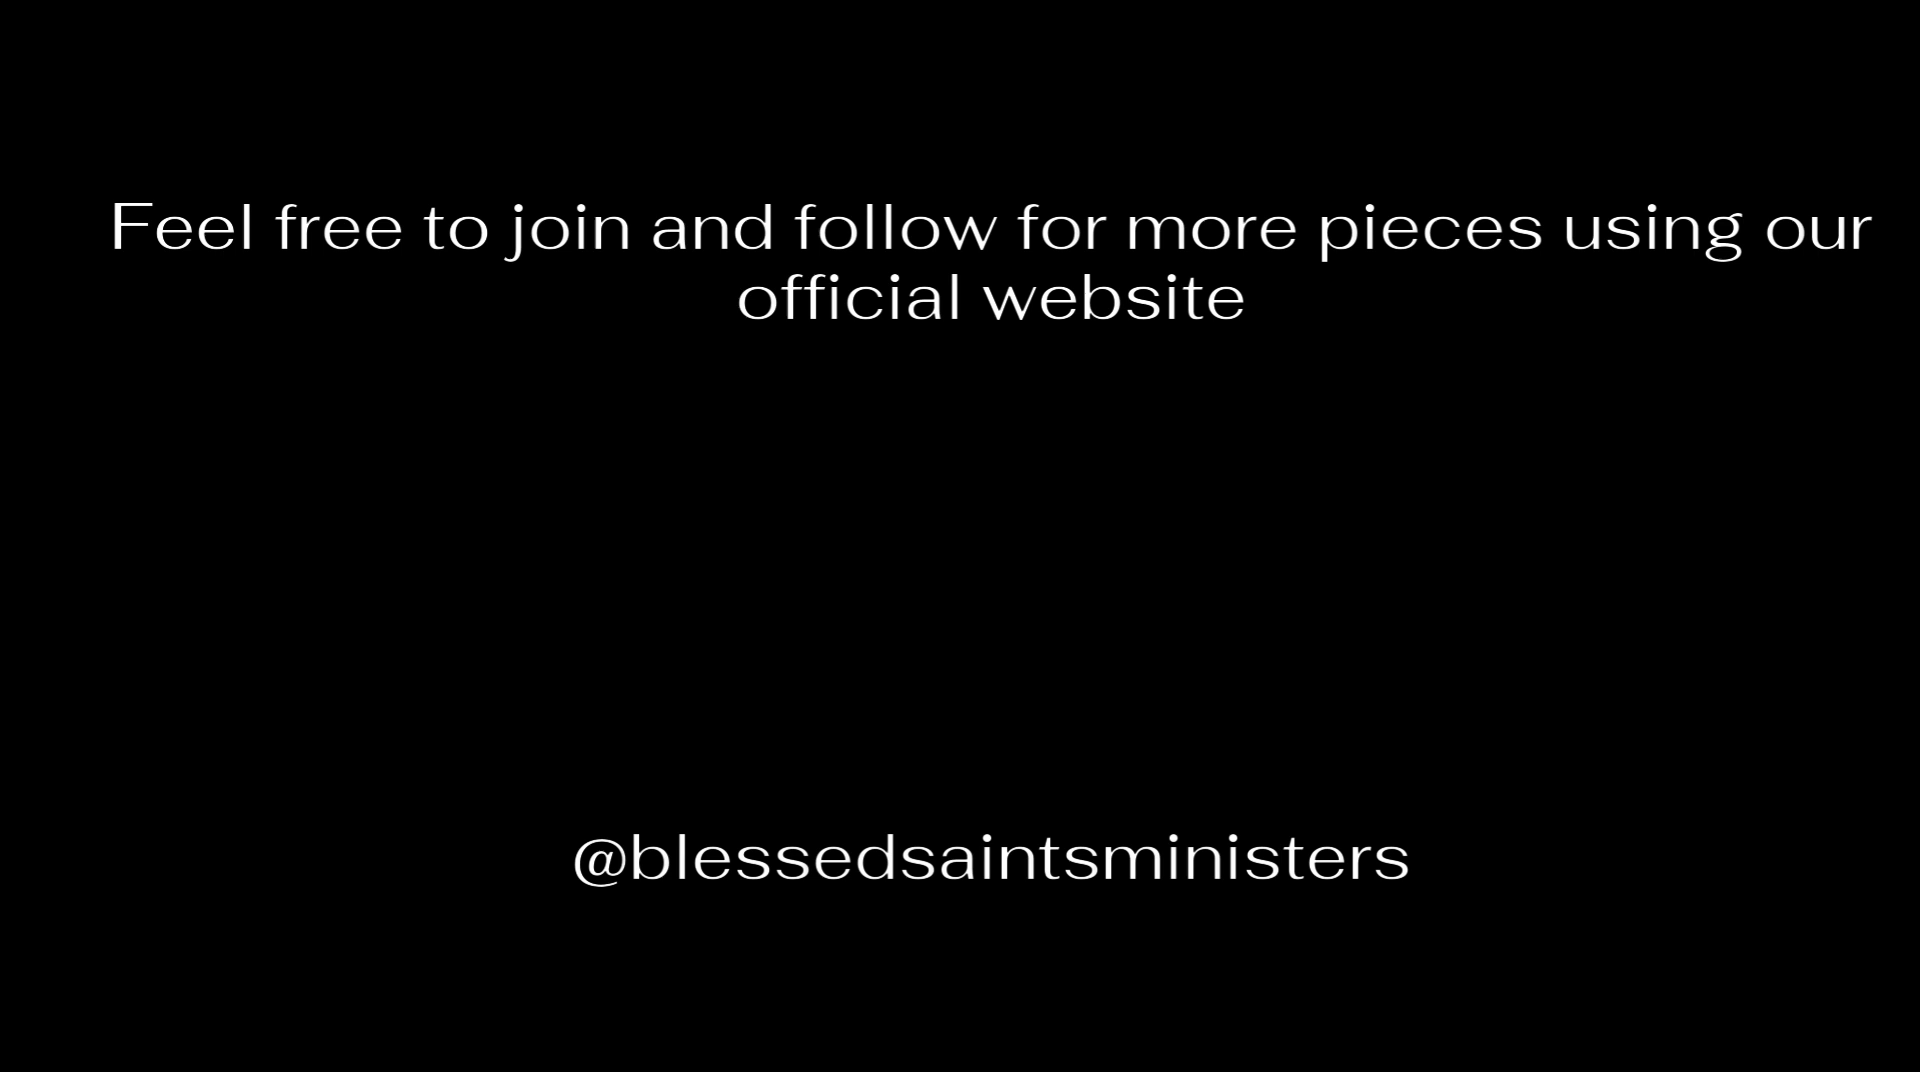 Feel free to join and follow for more pieces using our
official website
@blessedsaintsministers